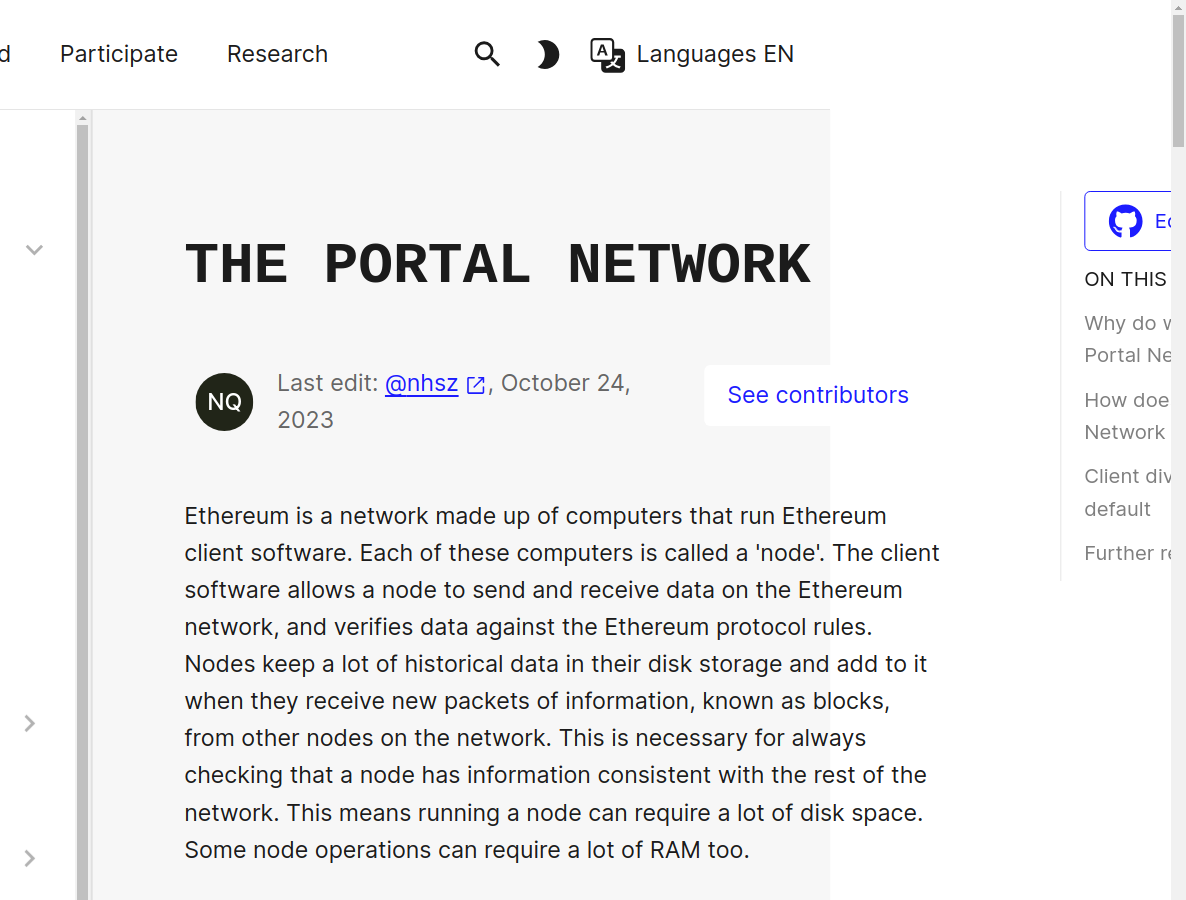 Participate Research Languages EN
THE PORTAL NETWORK
NQ
Last edit: @nhsz, October 24,
2023
See contributors
Ethereum is a network made up of computers that run Ethereum
client software. Each of these computers is called a 'node'. The client
software allows a node to send and receive data on the Ethereum
network, and verifies data against the Ethereum protocol rules.
Nodes keep a lot of historical data in their disk storage and add to it
when they receive new packets of information, known as blocks,
from other nodes on the network. This is necessary for always
checking that a node has information consistent with the rest of the
network. This means running a node can require a lot of disk space.
Some node operations can require a lot of RAM too.
ON THIS
Why do
Portal
How
Network
Client
default
Further